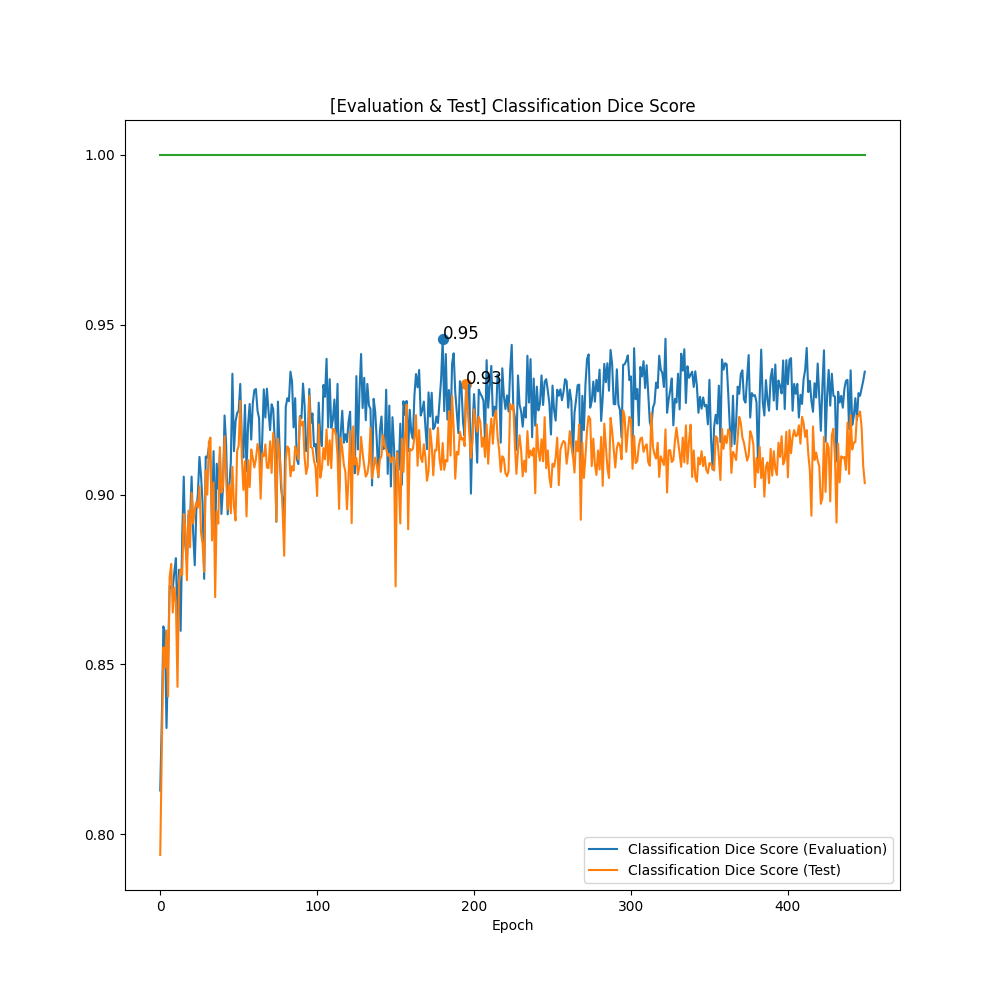 [Evaluation & Test] Classification Dice Score
1.00
0.95
0.95
0.93
0.90
0.85
0.80
Classification Dice Score (Evaluation)
Classification Dice Score (Test)
0 100 200 300 400
Epoch